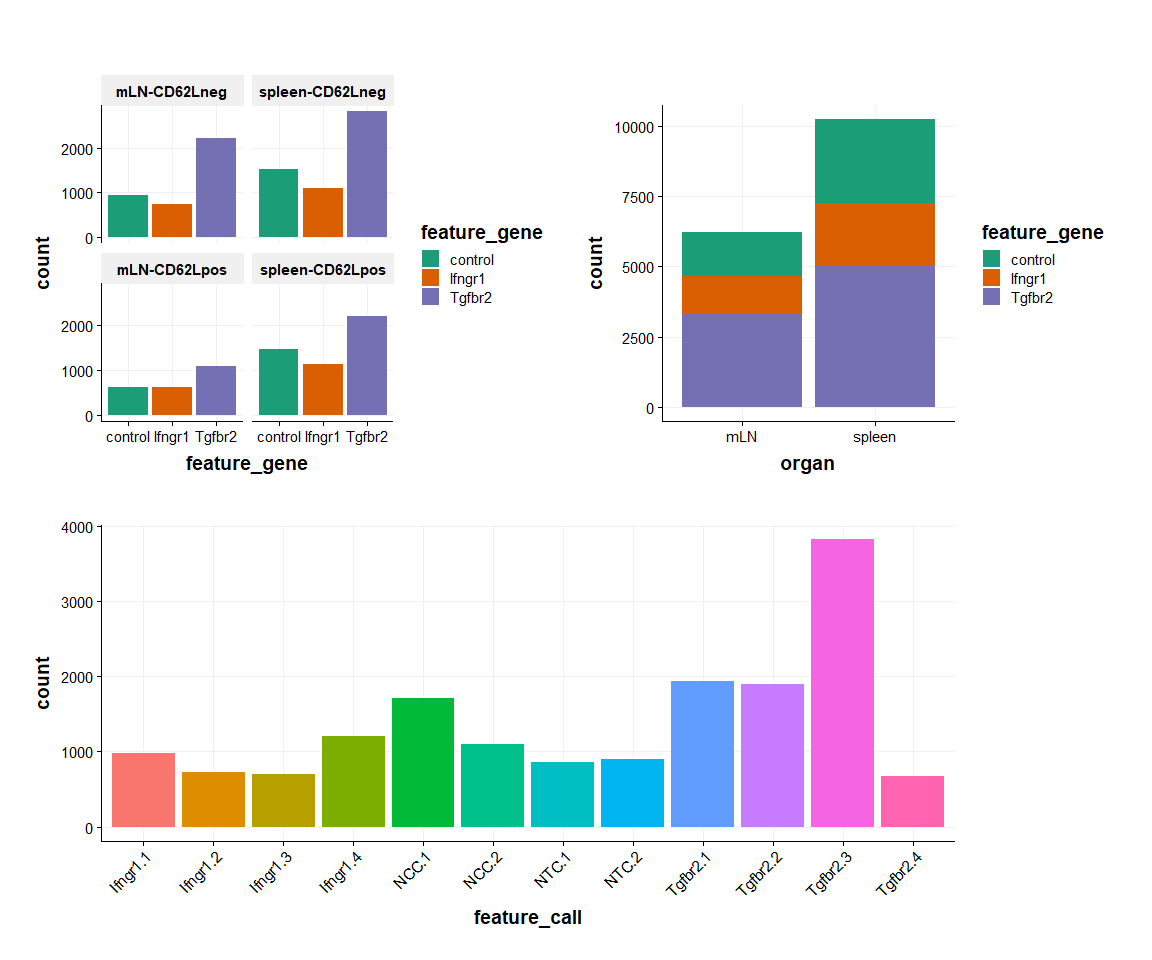 mLN-CD62Lneg spleen-CD62Lneg
2000
1000
0
mLN-CD62Lpos spleen-CD62Lpos
2000
1000
0
count
control Ifngr1 Tgfbr2 control Ifngr1 Tgfbr2
feature_gene
feature_gene
control
Ifngr1
Tgfbr2
10000
7500
5000
2500
0
count
mLN spleen
organ
feature_gene
control
Ifngr1
Tgfbr2
4000
3000
2000
1000
0
count
Ifngr1.1 Ifngr1.2 Ifngr1.3 Ifngr1.4 NCC.1 NCC.2 NTC.1 NTC.2 Tgfbr2.1 Tgfbr2.2 Tgfbr2.3 Tgfbr2.4
feature_call